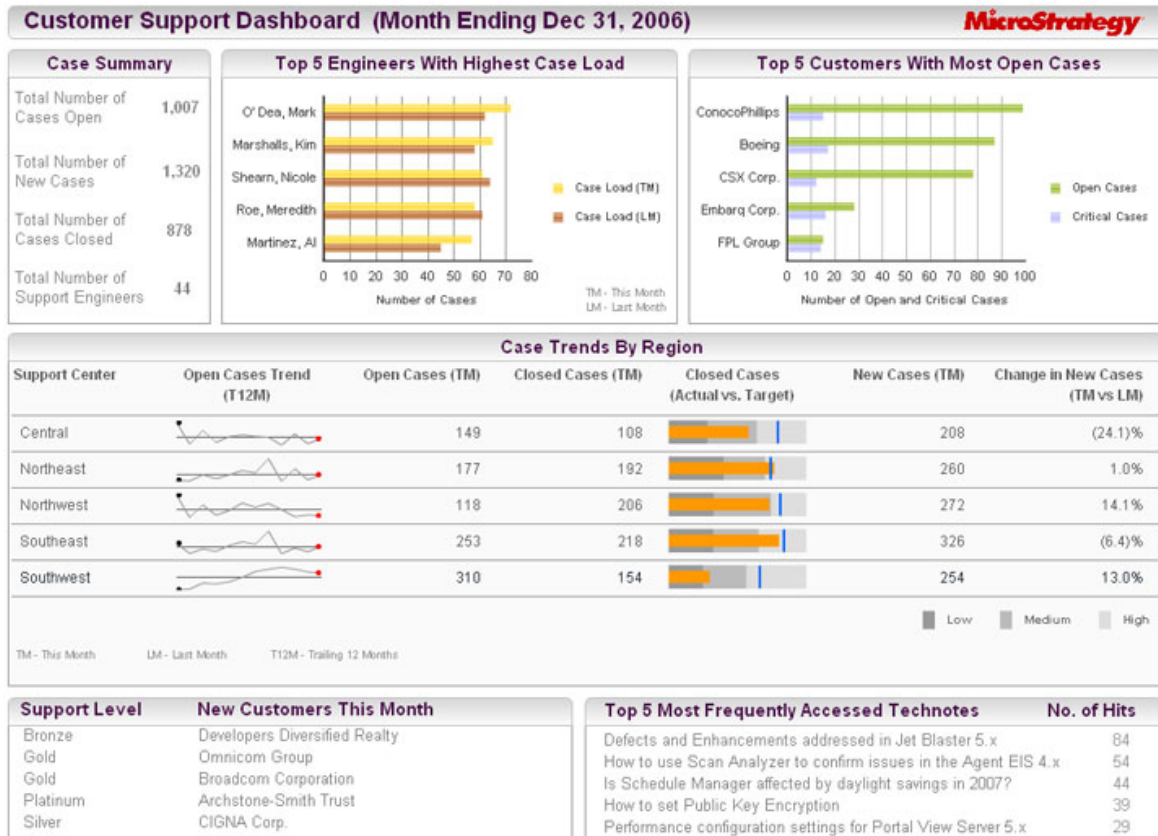 Customer Support Dashboard (Month Ending Dec 31, 2006)
MicroStrategy
Case Summary
Total Number of
Cases Open 1,007
Total Number of
New Cases 1,320
Total Number of
Cases Closed 878
Total Number of
Support Engineers 44
Top 5 Engineers With Highest Case Load
O' Dea, Mark
Marshalls, Kim
Shearn, Nicole
Roe, Meredith
Martinez, Al
0 10 20 30 40 50 60 70 80
Number of Cases
Case Load (TM)
Case Load (LM)
TM - This Month
LM - Last Month
Top 5 Customers With Most Open Cases
ConocoPhillips
Boeing
CSX Corp.
Embarq Corp.
FPL Group
0 10 20 30 40 50 60 70 80 90 100
Number of Open and Critical Cases
Open Cases
Critical Cases
Case Trends By Region
Support Center Open Cases Trend Open Cases (TM) Closed Cases (TM) Closed Cases New Cases (TM) Change in New Cases
(T12M) (Actual vs. Target) (TM vs LM)
Central 149 108 208 (24.1)%
Northeast 177 192 260 1.0%
Northwest 118 206 272 14.1%
Southeast 253 218 326 (6.4)%
Southwest 310 154 254 13.0%
Low Medium High
TM - This Month LM - Last Month T12M - Trailing 12 Months
Support Level New Customers This Month
Bronze Developers Diversified Realty
Gold Omnicom Group
Gold Broadcom Corporation
Platinum Archstone-Smith Trust
Silver CIGNA Corp.
Top 5 Most Frequently Accessed Technotes No. of Hits
Defects and Enhancements addressed in Jet Blaster 5.x 84
How to use Scan Analyzer to confirm issues in the Agent EIS 4.x 54
Is Schedule Manager affected by daylight savings in 2007? 44
How to set Public Key Encryption 39
Performance configuration settings for Portal View Server 5.x 29